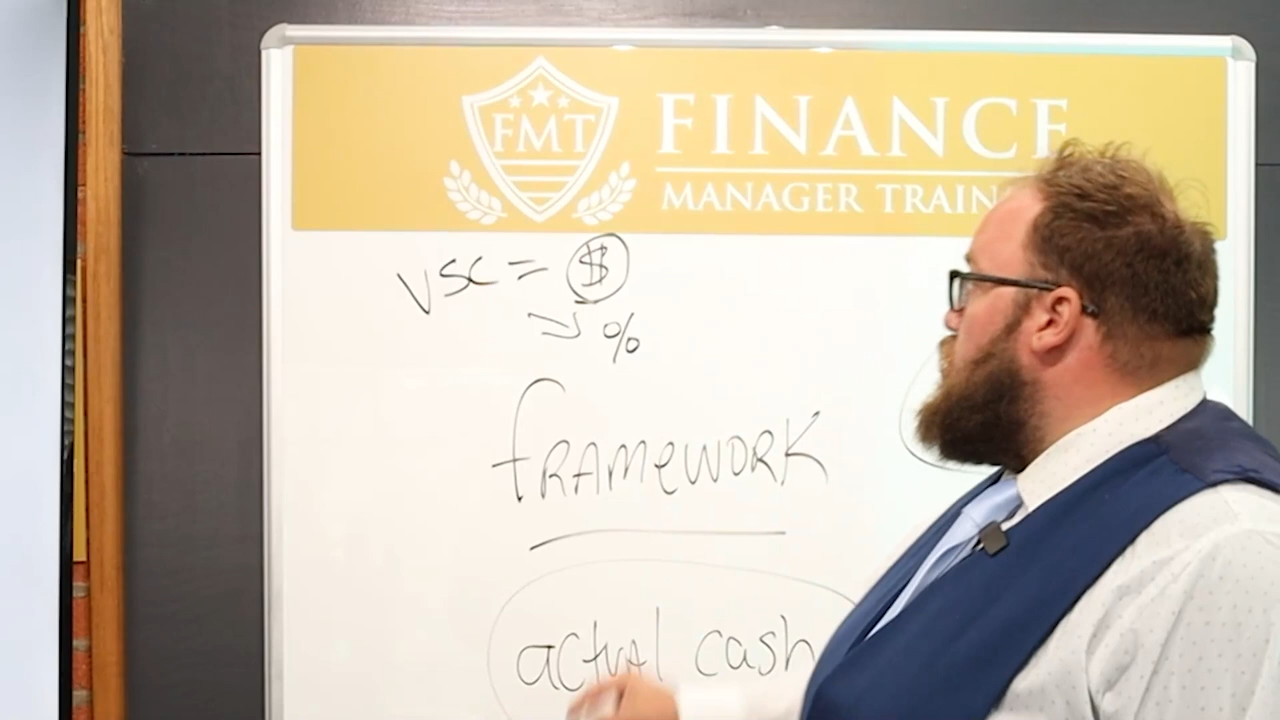 FMT
FINANCE
MANAGER TRAIN
VSC = $
%
fRAMeWORK
actual cash